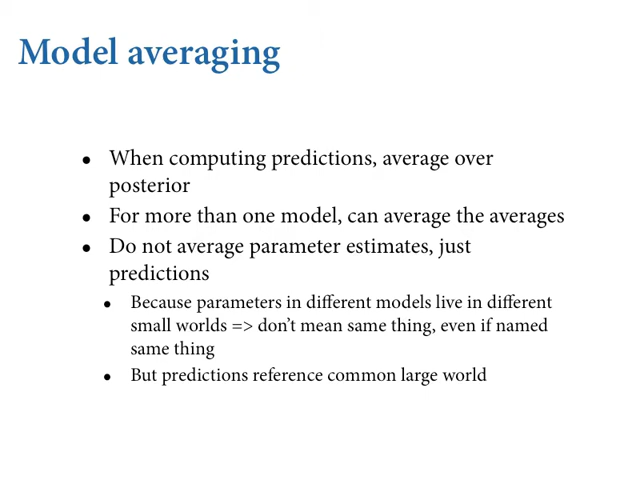 Model averaging
• When computing predictions, average over
posterior
• For more than one model, can average the averages
• Do not average parameter estimates, just
predictions
• Because parameters in different models live in different
small worlds => don’t mean same thing, even if named
same thing
• But predictions reference common large world